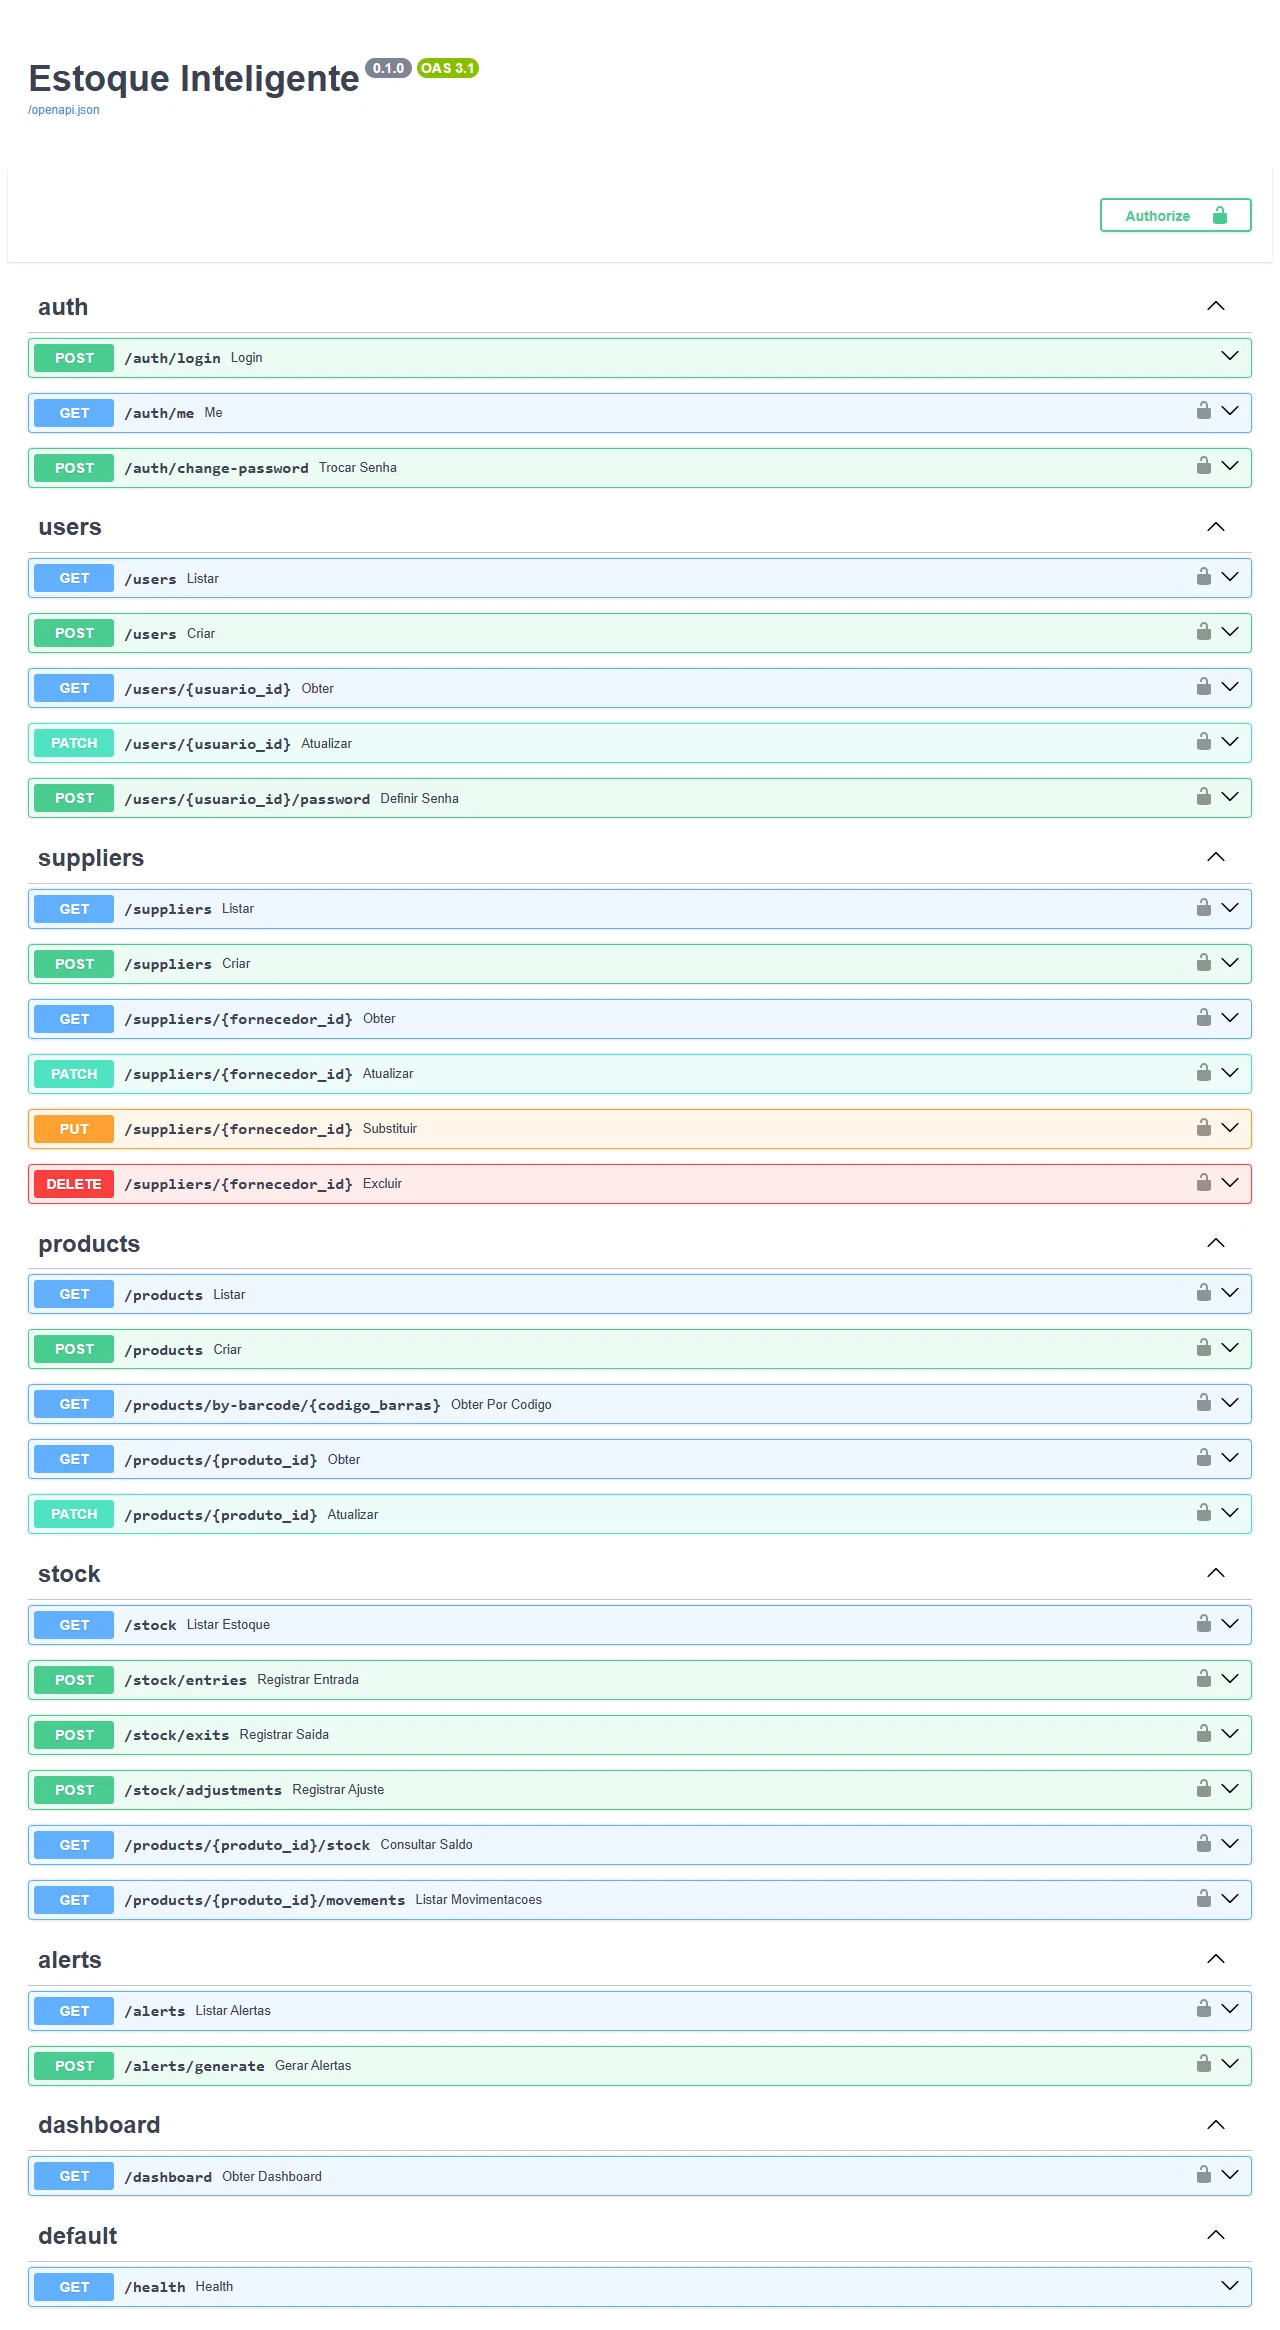 Estoque Inteligente 0.1.0 OAS 3.1
/openapi.json
Authorize
auth
POST /auth/login Login
GET /auth/me Me
POST /auth/change-password Trocar Senha
users
GET /users Listar
POST /users Criar
GET /users/{usuario_id} Obter
PATCH /users/{usuario_id} Atualizar
POST /users/{usuario_id}/password Definir Senha
suppliers
GET /suppliers Listar
POST /suppliers Criar
GET /suppliers/{fornecedor_id} Obter
PATCH /suppliers/{fornecedor_id} Atualizar
PUT /suppliers/{fornecedor_id} Substituir
DELETE /suppliers/{fornecedor_id} Excluir
products
GET /products Listar
POST /products Criar
GET /products/by-barcode/{codigo_barras} Obter Por Codigo
GET /products/{produto_id} Obter
PATCH /products/{produto_id} Atualizar
stock
GET /stock Listar Estoque
POST /stock/entries Registrar Entrada
POST /stock/exits Registrar Saida
POST /stock/adjustments Registrar Ajuste
GET /products/{produto_id}/stock Consultar Saldo
GET /products/{produto_id}/movements Listar Movimentacoes
alerts
GET /alerts Listar Alertas
POST /alerts/generate Gerar Alertas
dashboard
GET /dashboard Obter Dashboard
default
GET /health Health